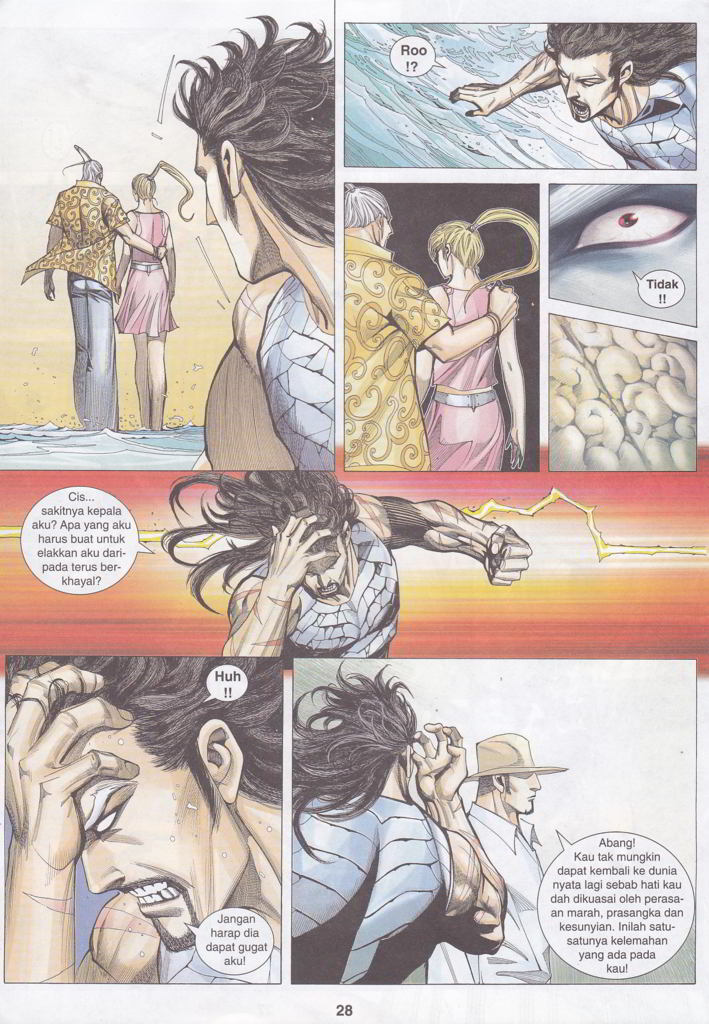 Roo
!?
Tidak
!!
Cis...
sakitnya kepala
aku? Apa yang aku
harus buat untuk
elakkan aku dari-
pada terus ber-
khayal?
Huh
!!
Jangan
harap dia
dapat gugat
aku!
Abang!
Kau tak mungkin
dapat kembali ke dunia
nyata lagi sebab hati kau
dah dikuasai oleh perasa-
an marah, prasangka dan
kesunyian. Inilah satu-
satunya kelemahan
yang ada pada
kau!
28